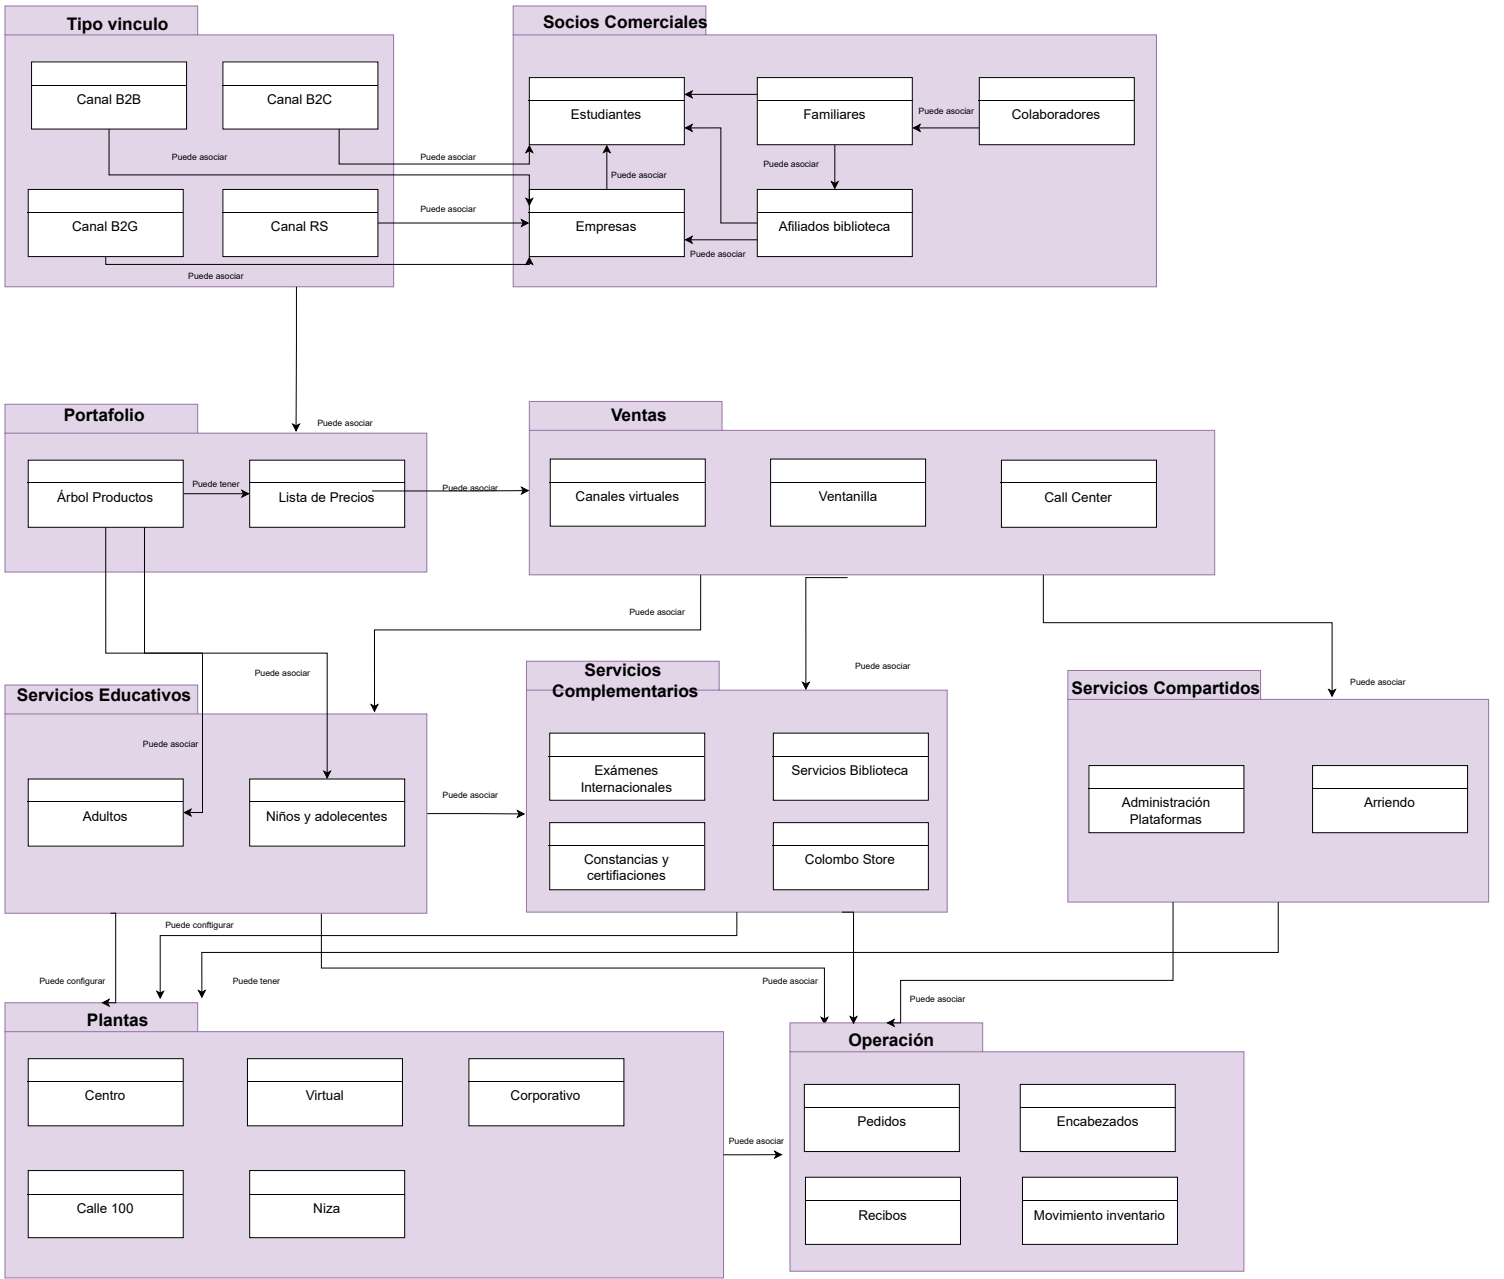 Tipo vinculo
Socios Comerciales
Canal B2B
Canal B2C
Estudiantes
Familiares
Puede asociar
Colaboradores
Puede asociar
Puede asociar
Puede asociar
Puede asociar
Canal B2G
Canal RS
Puede asociar
Empresas
Afiliados biblioteca
Puede asociar
Puede asociar
Portafolio
Puede asociar
Ventas
Árbol Productos
Puede tener
Lista de Precios
Puede asociar
Canales virtuales
Ventanilla
Call Center
Puede asociar
Puede asociar
Puede asociar
Puede asociar
Servicios Educativos
Servicios
Complementarios
Servicios Compartidos
Puede asociar
Adultos
Niños y adolecentes
Puede asociar
Exámenes
Internacionales
Servicios Biblioteca
Administración
Plataformas
Arriendo
Constancias y
certifiaciones
Colombo Store
Puede conftigurar
Puede configurar
Puede tener
Puede asociar
Puede asociar
Plantas
Operación
Centro
Virtual
Corporativo
Pedidos
Encabezados
Puede asociar
Calle 100
Niza
Recibos
Movimiento inventario